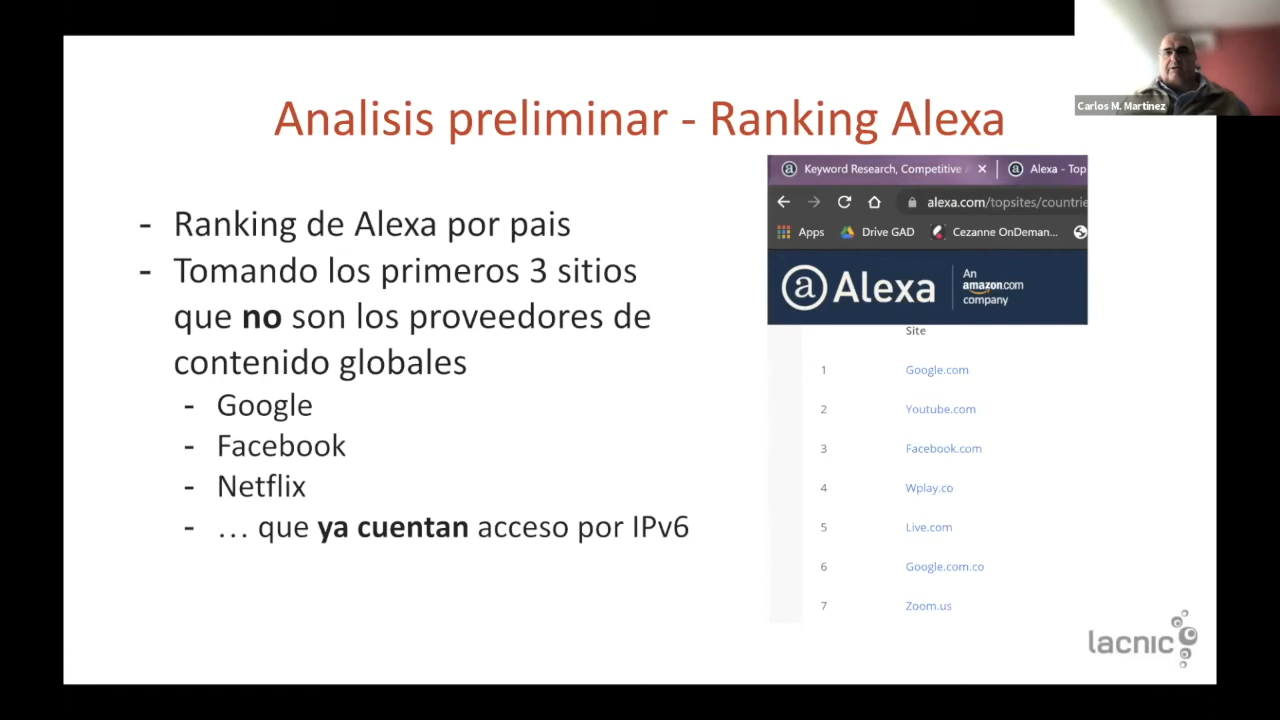 Carlos M. Martínez
Analisis preliminar - Ranking Alexa
- Ranking de Alexa por pais
- Tomando los primeros 3 sitios
que no son los proveedores de
contenido globales
- Google
- Facebook
- Netflix
- … que ya cuentan acceso por IPv6
Keyword Research, Competitive
Alexa - Top
alexa.com/topsites/countrie
Apps Drive GAD Cezanne OnDeman...
a Alexa
An
amazon.com
company
Site
1 Google.com
2 Youtube.com
3 Facebook.com
4 Wplay.co
5 Live.com
6 Google.com.co
7 Zoom.us
lacnic